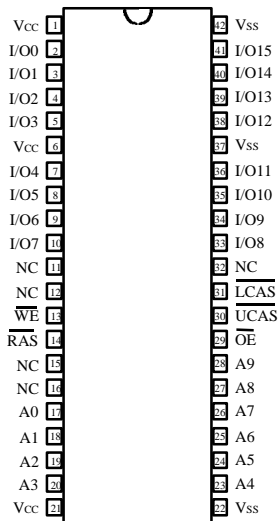 Vcc 1 42 Vss
I/O0 2 41 I/O15
I/O1 3 40 I/O14
I/O2 4 39 I/O13
I/O3 5 38 I/O12
Vcc 6 37 Vss
I/O4 7 36 I/O11
I/O5 8 35 I/O10
I/O6 9 34 I/O9
I/O7 10 33 I/O8
NC 11 32 NC
NC 12 31 LCAS
WE 13 30 UCAS
RAS 14 29 OE
NC 15 28 A9
NC 16 27 A8
A0 17 26 A7
A1 18 25 A6
A2 19 24 A5
A3 20 23 A4
Vcc 21 22 Vss